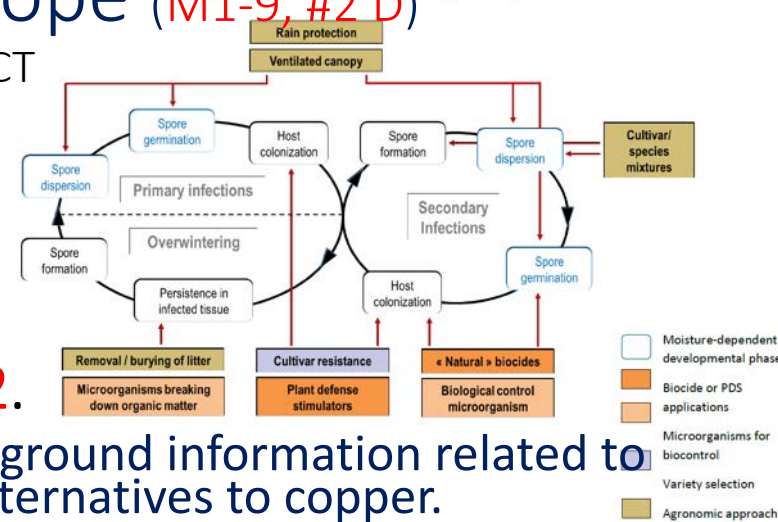 ope (M1-9, #2 D)
CT
Rain protection
Ventilated canopy
Spore
germination
Host
colonization
Spore
formation
Spore
dispersion
Cultivar/
species
mixtures
Spore
dispersion
Primary infections
Secondary
Infections
Overwintering
Spore
formation
Persistence in
infected tissue
Host
colonization
Spore
germination
Removal / burying of litter
Microorganisms breaking
down organic matter
Cultivar resistance
Plant defense
stimulators
« Natural » biocides
Biological control
microorganism
Moisture-dependent
developmental phase
Biocide or PDS
applications
Microorganisms for
biocontrol
Variety selection
Agronomic approach
2.
ground information related to
ternatives to copper.